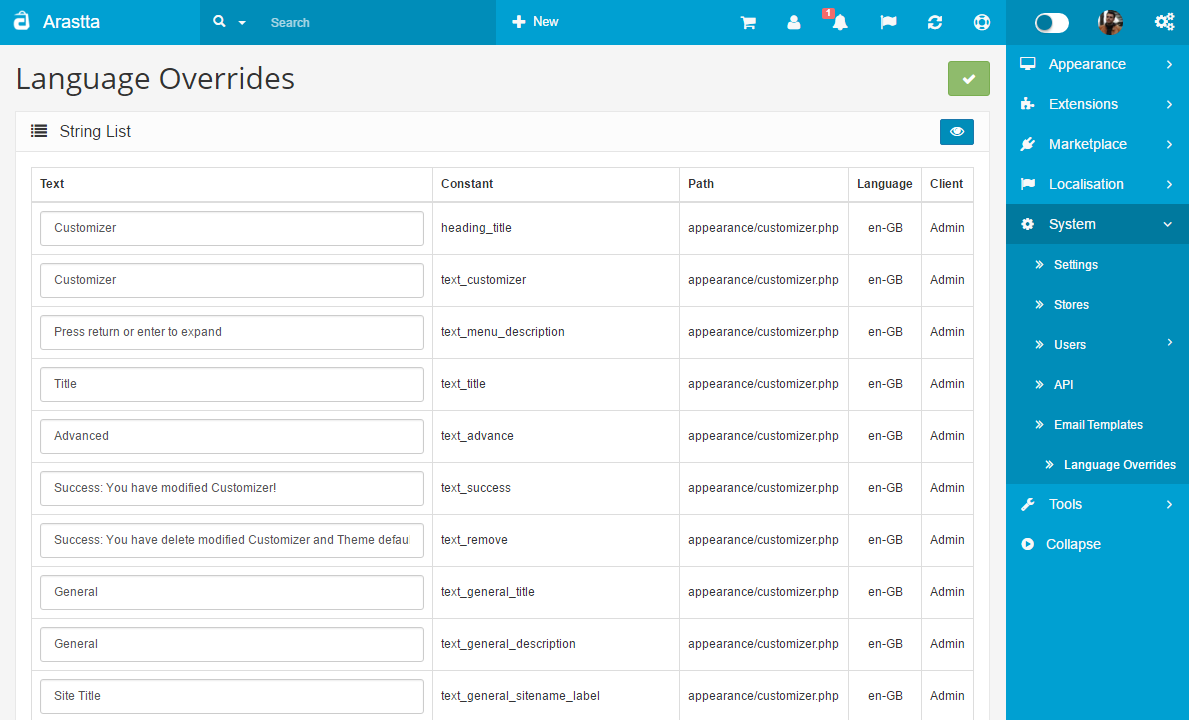 Arastta
Search
New
1
Language Overrides
String List
Text Constant Path Language Client
Customizer heading_title appearance/customizer.php en-GB Admin
Customizer text_customizer appearance/customizer.php en-GB Admin
Press return or enter to expand text_menu_description appearance/customizer.php en-GB Admin
Title text_title appearance/customizer.php en-GB Admin
Advanced text_advance appearance/customizer.php en-GB Admin
Success: You have modified Customizer! text_success appearance/customizer.php en-GB Admin
Success: You have delete modified Customizer and Theme defaul text_remove appearance/customizer.php en-GB Admin
General text_general_title appearance/customizer.php en-GB Admin
General text_general_description appearance/customizer.php en-GB Admin
Site Title text_general_sitename_label appearance/customizer.php en-GB Admin
Appearance
Extensions
Marketplace
Localisation
System
Settings
Stores
Users
API
Email Templates
Language Overrides
Tools
Collapse